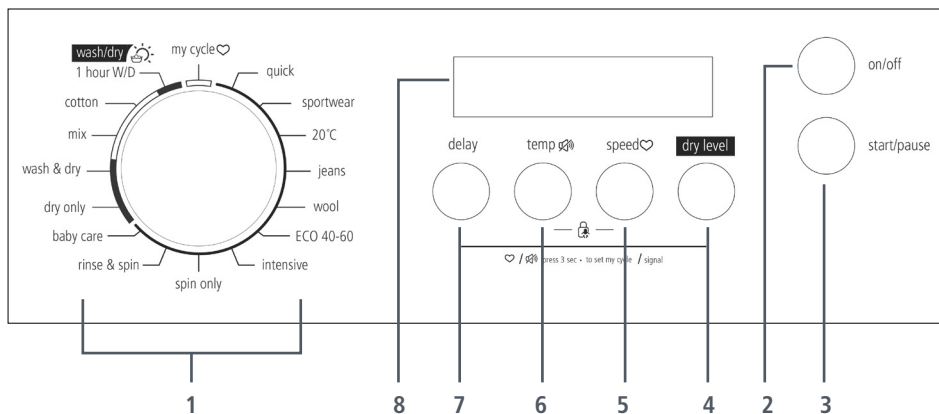 wash/dry
my cycle
1 hour W/D
quick
cotton
sportwear
mix
20°C
wash & dry
jeans
dry only
wool
baby care
ECO 40-60
rinse & spin
intensive
spin only
delay
temp
speed
dry level
press 3 sec • to set my cycle / signal
on/off
start/pause
1
8
7
6
5
4
2
3